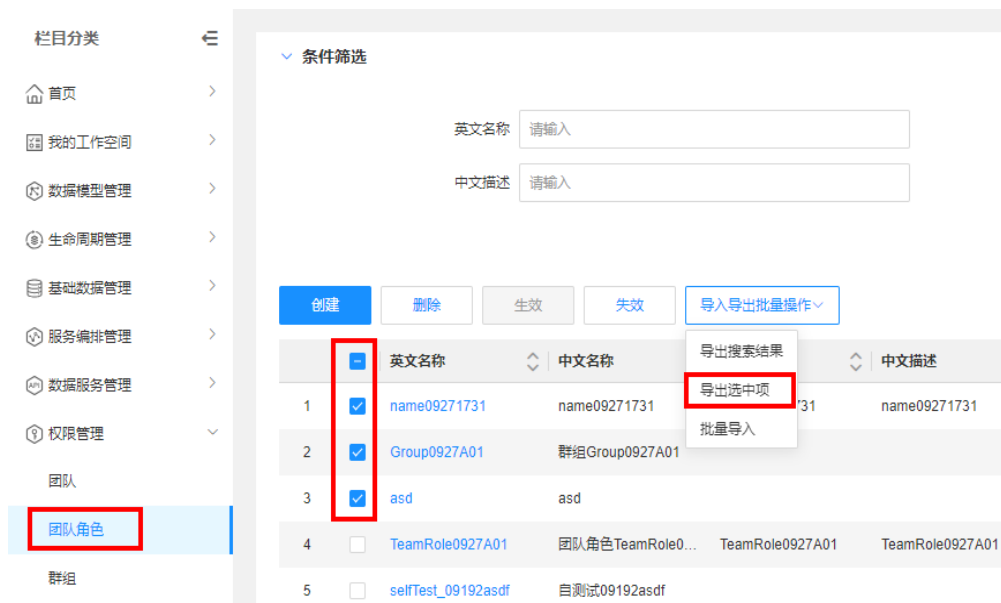 栏目分类
首页
我的工作空间
数据模型管理
生命周期管理
基础数据管理
服务编排管理
API 数据服务管理
权限管理
团队
团队角色
群组
条件筛选
英文名称 请输入
中文描述 请输入
创建 删除 生效 失效 导入导出批量操作
导出搜索结果
导出选中项
批量导入
英文名称 中文名称 中文描述
1 name09271731 name09271731 731 name09271731
2 Group0927A01 群组Group0927A01
3 asd asd
4 TeamRole0927A01 团队角色TeamRole0... TeamRole0927A01 TeamRole0927A01
5 selfTest_09192asdf 自测试09192asdf